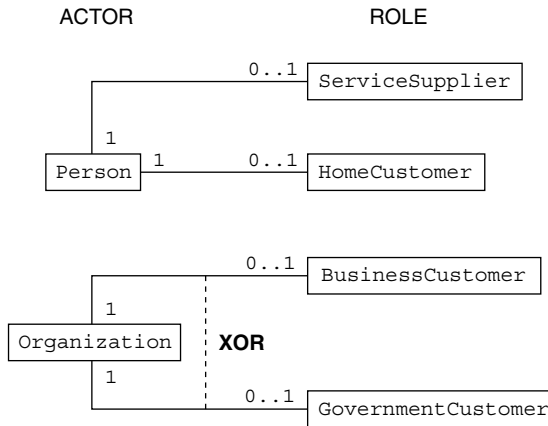 ACTOR ROLE
0..1 ServiceSupplier
1
Person 1 0..1 HomeCustomer
0..1 BusinessCustomer
1
Organization XOR
1
0..1 GovernmentCustomer